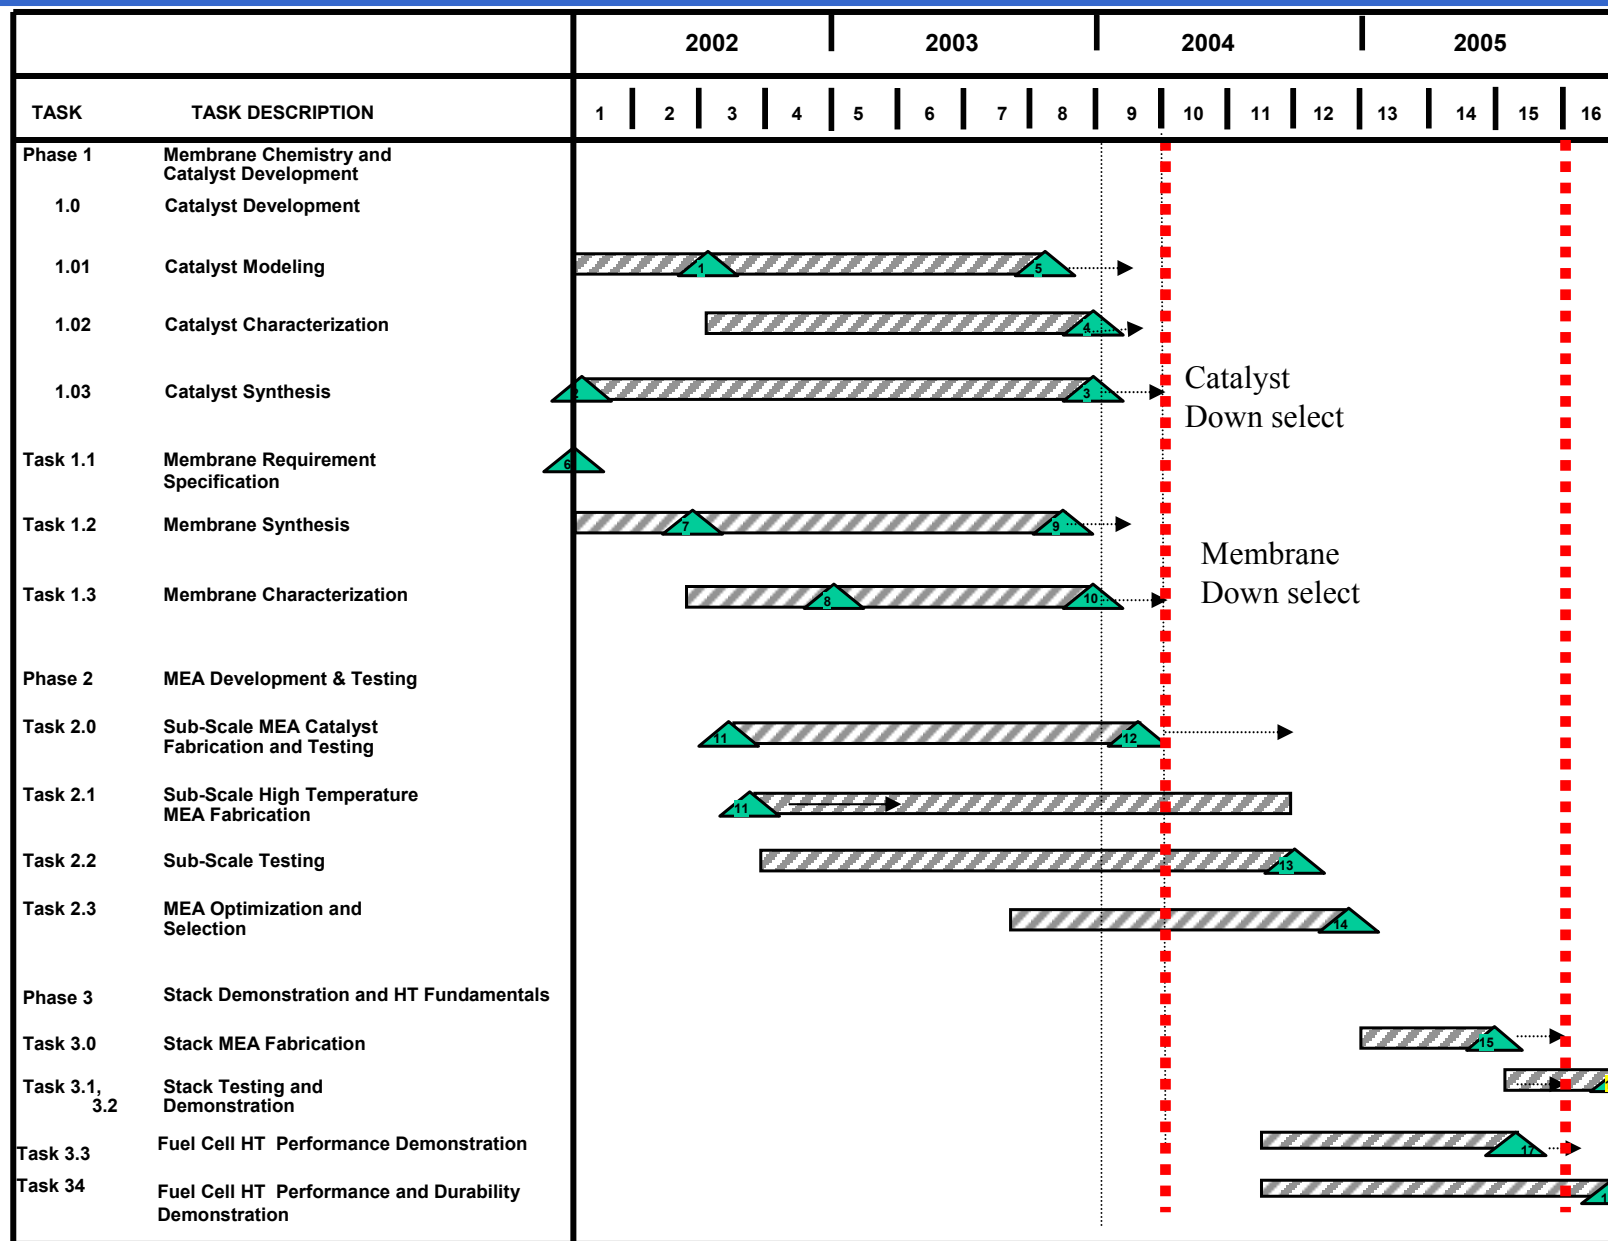 2002 2003 2004 2005
TASK TASK DESCRIPTION 1 2 3 4 5 6 7 8 9 10 11 12 13 14 15 16
Phase 1 Membrane Chemistry and
Catalyst Development
1.0 Catalyst Development
1.01 Catalyst Modeling 1 5
1.02 Catalyst Characterization 4
1.03 Catalyst Synthesis 2 3
Catalyst
Down select
Task 1.1 Membrane Requirement 6
Specification
Task 1.2 Membrane Synthesis 7 9
Membrane
Down select
Task 1.3 Membrane Characterization 8 10
Phase 2 MEA Development & Testing
Task 2.0 Sub-Scale MEA Catalyst 11 12
Fabrication and Testing
Task 2.1 Sub-Scale High Temperature 11
MEA Fabrication
Task 2.2 Sub-Scale Testing 13
Task 2.3 MEA Optimization and 14
Selection
Phase 3 Stack Demonstration and HT Fundamentals
Task 3.0 Stack MEA Fabrication 15
Task 3.1, Stack Testing and
3.2 Demonstration
Task 3.3 Fuel Cell HT Performance Demonstration 17
Task 34 Fuel Cell HT Performance and Durability
Demonstration